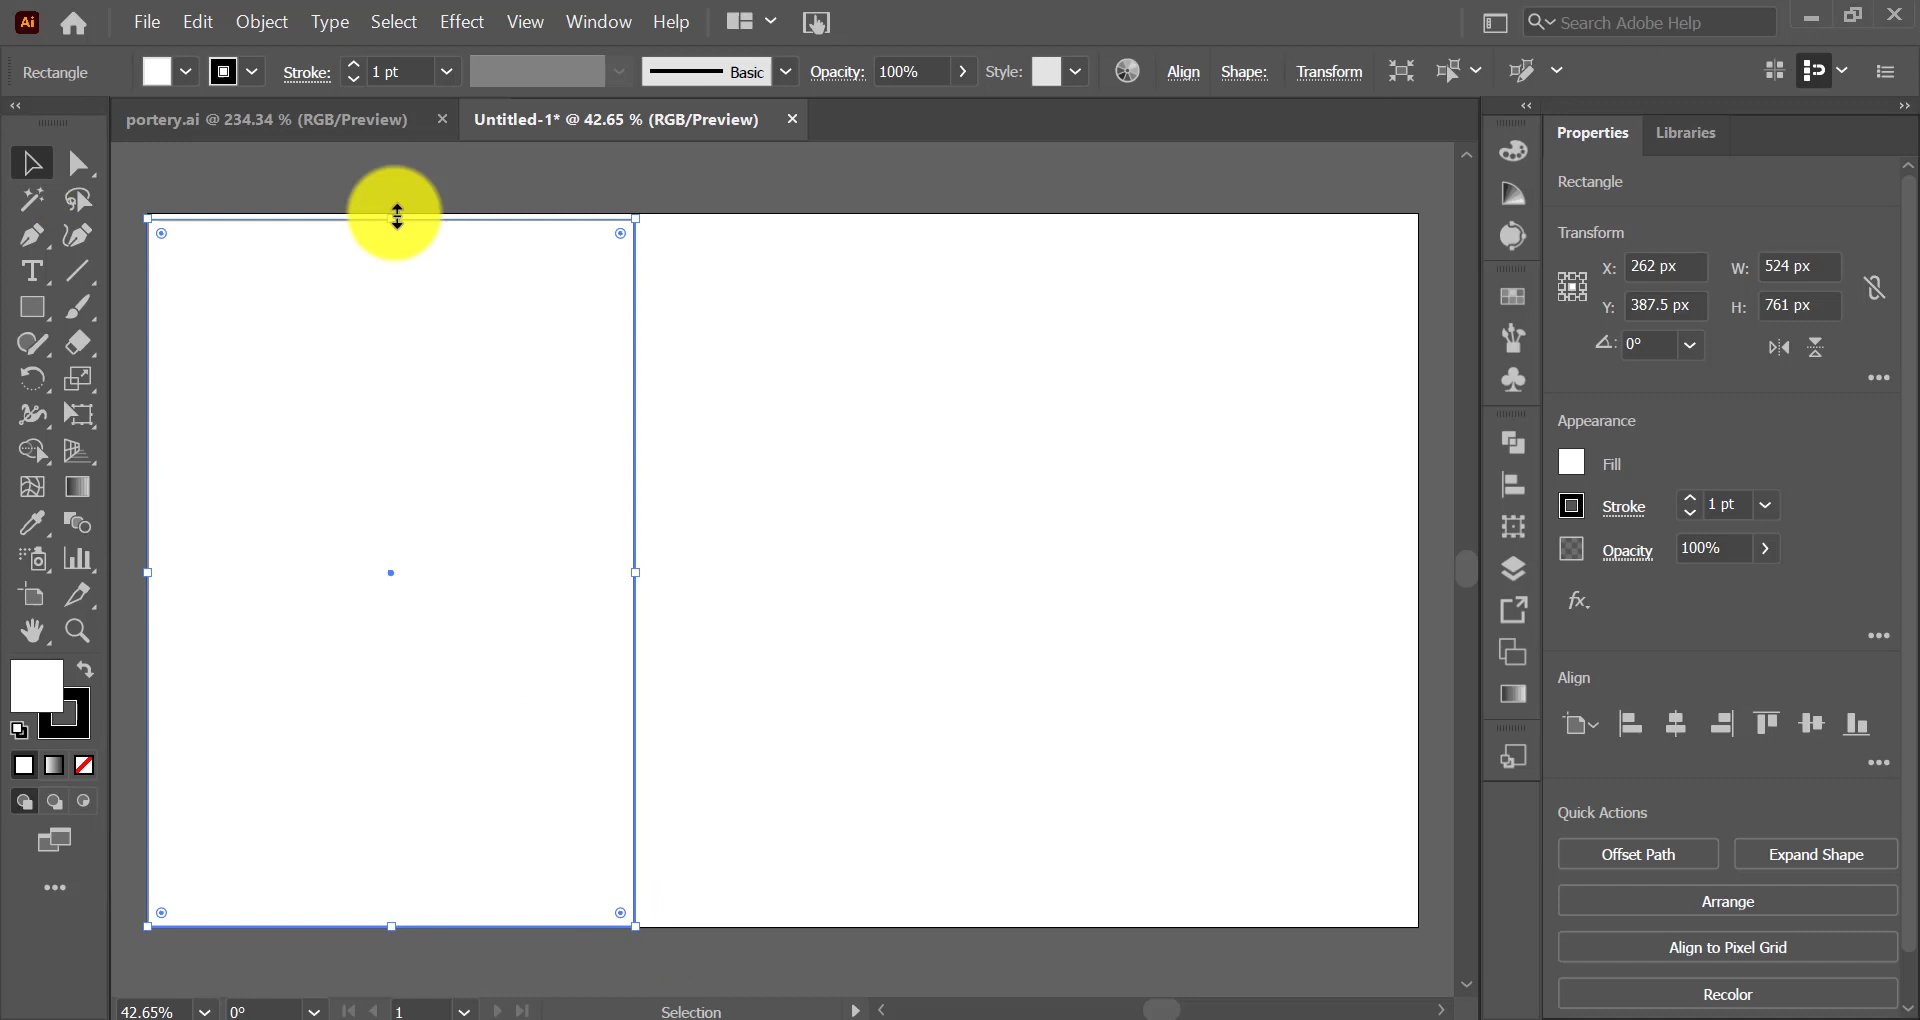 Ai File Edit Object Type Select Effect View Window Help Search Adobe Help
Rectangle Stroke: 1 pt Basic Opacity: 100% Style: Align Shape: Transform
portery.ai @ 234.34 % (RGB/Preview) Untitled-1* @ 42.65 % (RGB/Preview)
Properties Libraries
Rectangle
Transform
X: 262 px W: 524 px
Y: 387.5 px H: 761 px
0°
Appearance
Fill
Stroke 1 pt
Opacity 100%
fx.
Align
Quick Actions
Offset Path Expand Shape
Arrange
Align to Pixel Grid
Recolor
42.65% 0° 1 Selection